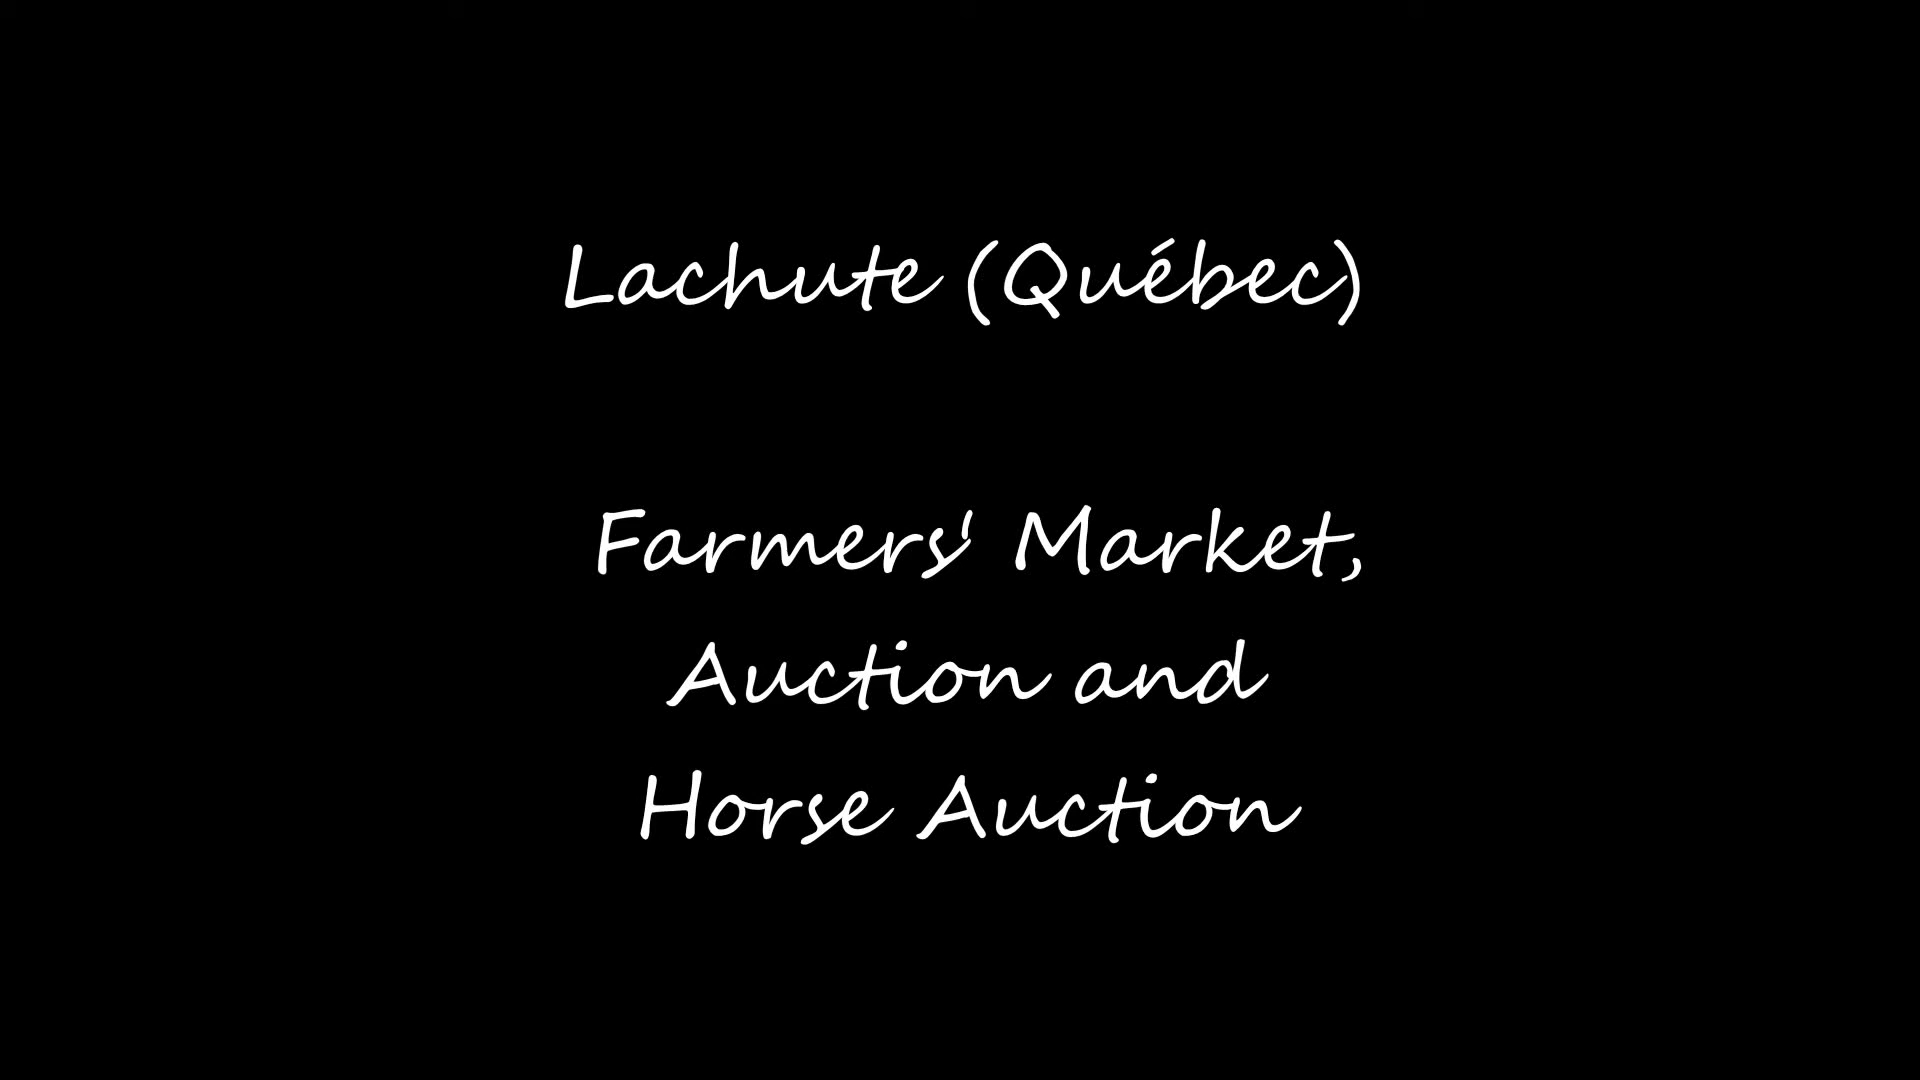 Lachute (Québec)
Farmers' Market,
Auction and
Horse Auction